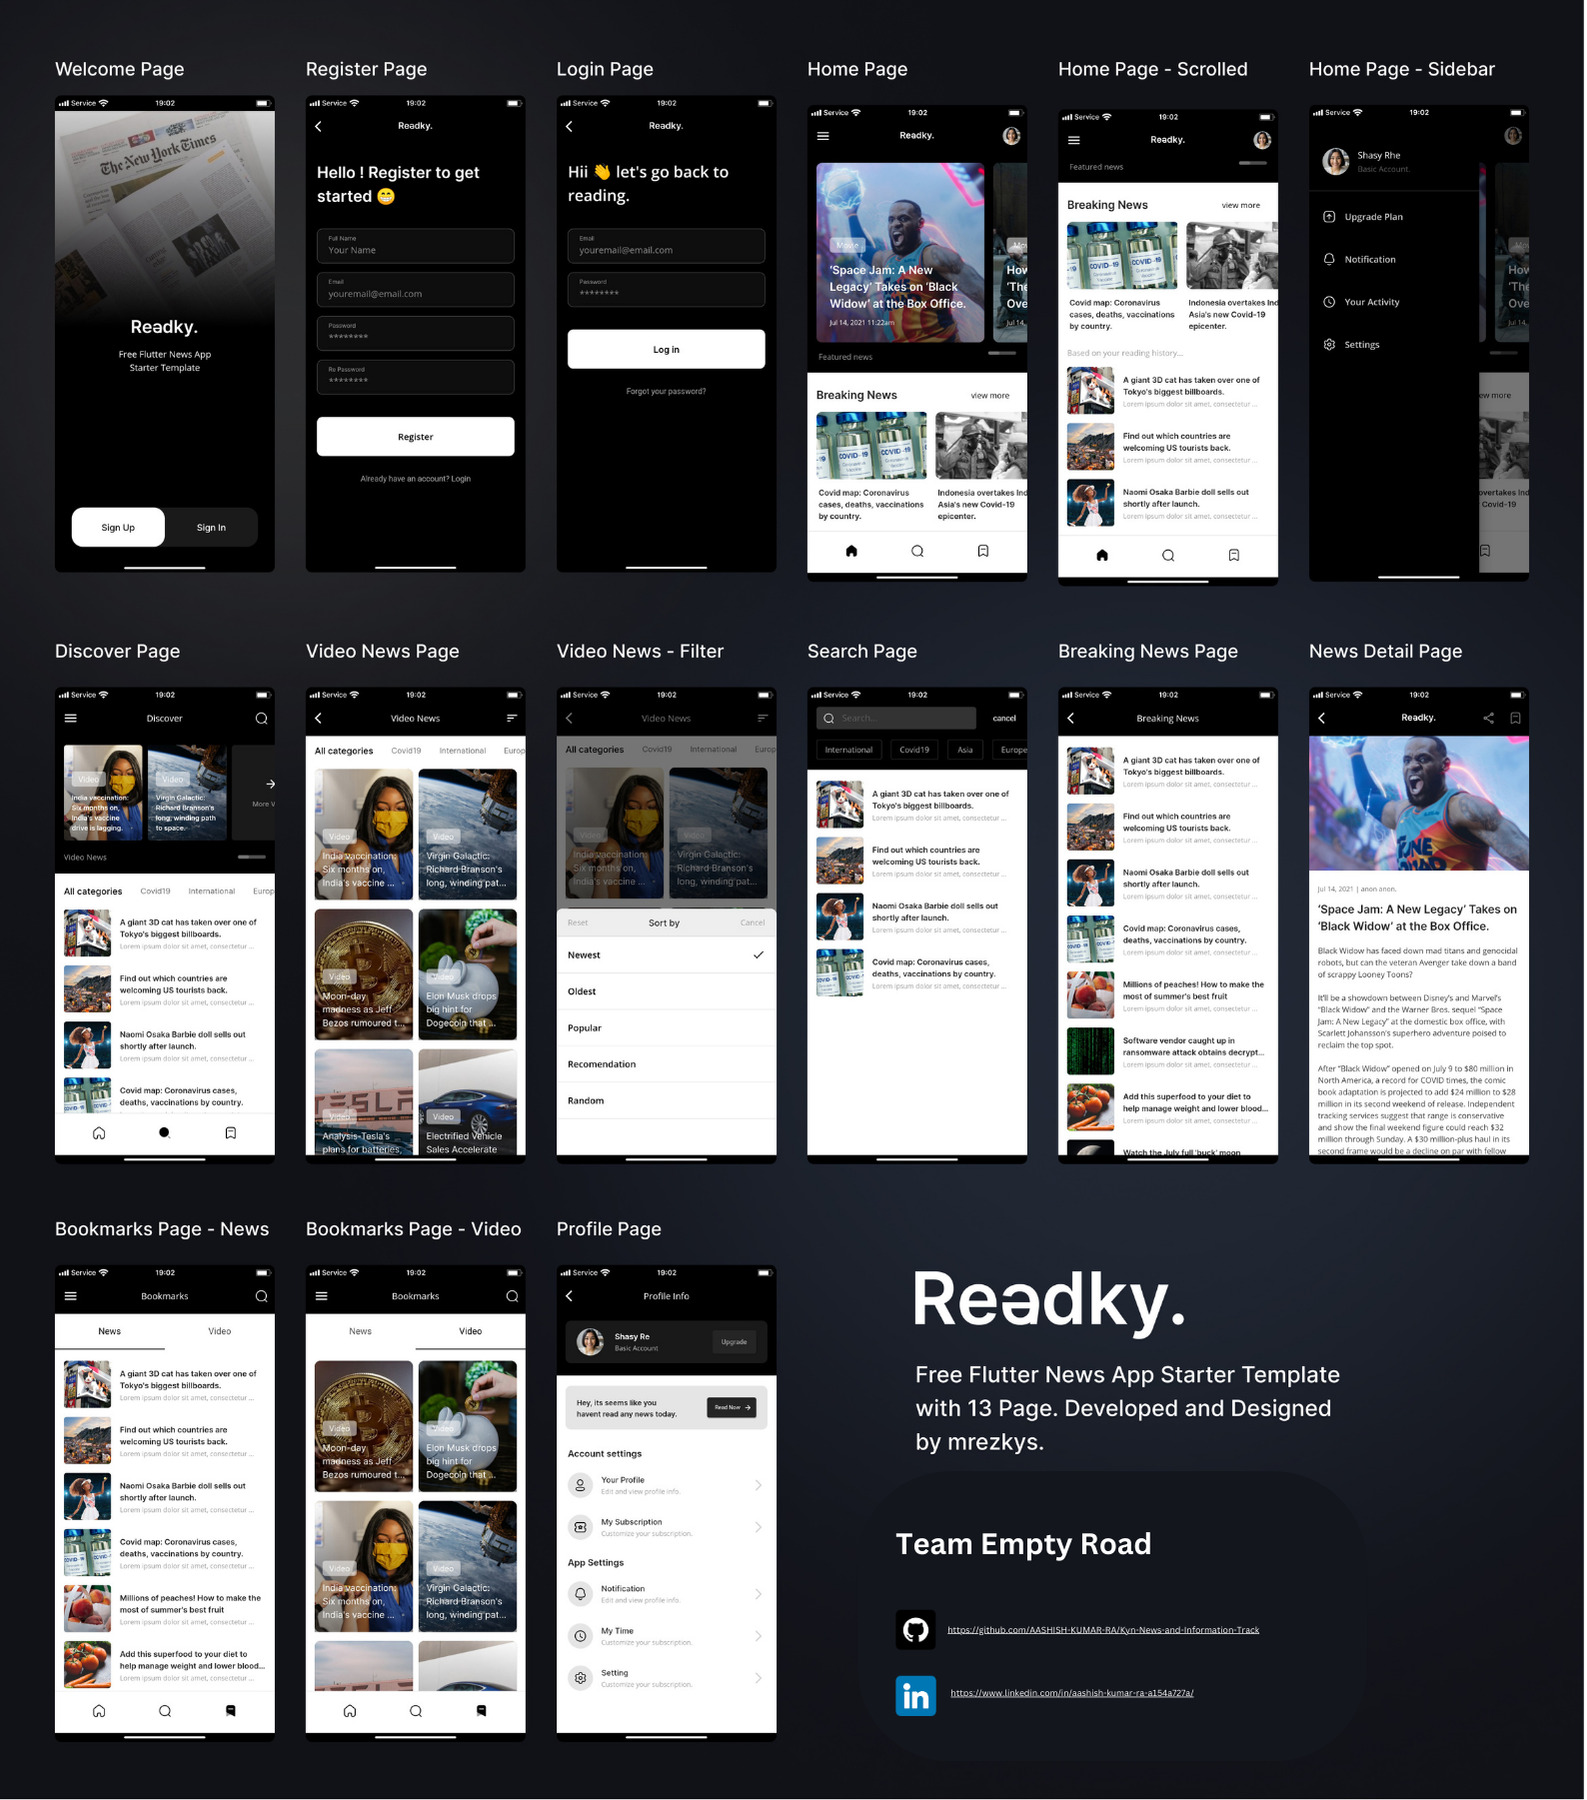 Welcome Page
Service 19:02
The New York Times
Readky.
Free Flutter News App
Starter Template
Sign Up Sign In
Register Page
Service 19:02
Readky.
Hello ! Register to get
started 😁
Full Name
Your Name
Email
youremail@email.com
Password
********
Re Password
********
Register
Already have an account? Login
Login Page
Service 19:02
Readky.
Hii 👋 let's go back to
reading.
Email
youremail@email.com
Password
********
Log in
Forgot your password?
Home Page
Service 19:02
Readky.
Movie
‘Space Jam: A New
Legacy’ Takes on ‘Black
Widow’ at the Box Office.
Jul 14, 2021 11:22am
Featured news
Breaking News view more
COVID-19
Covid map: Coronavirus
cases, deaths, vaccinations
by country.
Indonesia overtakes Ind
Asia's new Covid-19
epicenter.
Home Page - Scrolled
Service 19:02
Readky.
Featured news
Breaking News view more
COVID-19
Covid map: Coronavirus
cases, deaths, vaccinations
by country.
Indonesia overtakes Ind
Asia's new Covid-19
epicenter.
Based on your reading history...
A giant 3D cat has taken over one of
Tokyo's biggest billboards.
Lorem ipsum dolor sit amet, consectetur ...
Find out which countries are
welcoming US tourists back.
Lorem ipsum dolor sit amet, consectetur ...
Naomi Osaka Barbie doll sells out
shortly after launch.
Lorem ipsum dolor sit amet, consectetur ...
Home Page - Sidebar
Service 19:02
Shasy Rhe
Basic Account.
Upgrade Plan
Notification
Your Activity
Settings
Discover Page
Service 19:02
Discover
Video
India vaccination:
Six months on,
India's vaccine
drive is lagging.
Video
Virgin Galactic:
Richard Branson's
long, winding path
to space.
More V
Video News
All categories Covid19 International Europ
A giant 3D cat has taken over one of
Tokyo's biggest billboards.
Lorem ipsum dolor sit amet, consectetur ...
Find out which countries are
welcoming US tourists back.
Lorem ipsum dolor sit amet, consectetur ...
Naomi Osaka Barbie doll sells out
shortly after launch.
Lorem ipsum dolor sit amet, consectetur ...
Covid map: Coronavirus cases,
deaths, vaccinations by country.
Video News Page
Service 19:02
Video News
All categories Covid19 International Europ
Video
India vaccination:
Six months on,
India's vaccine ...
Video
Virgin Galactic:
Richard Branson's
long, winding pat...
Video
Moon-day
madness as Jeff
Bezos rumoured t...
Video
Elon Musk drops
big hint for
Dogecoin that ...
TESLA
Video
Analysis-Tesla's
plans for batteries,
Video
Electrified Vehicle
Sales Accelerate
Video News - Filter
Service 19:02
Video News
All categories Covid19 International Europ
Video
India vaccination:
Six months on,
India's vaccine ...
Video
Virgin Galactic:
Richard Branson's
long, winding pat...
Reset Sort by Cancel
Newest
Oldest
Popular
Recomendation
Random
Search Page
Service 19:02
Search... cancel
International Covid19 Asia Europe
A giant 3D cat has taken over one of
Tokyo's biggest billboards.
Lorem ipsum dolor sit amet, consectetur ...
Find out which countries are
welcoming US tourists back.
Lorem ipsum dolor sit amet, consectetur ...
Naomi Osaka Barbie doll sells out
shortly after launch.
Lorem ipsum dolor sit amet, consectetur ...
Covid map: Coronavirus cases,
deaths, vaccinations by country.
Lorem ipsum dolor sit amet, consectetur ...
Breaking News Page
Service 19:02
Breaking News
A giant 3D cat has taken over one of
Tokyo's biggest billboards.
Lorem ipsum dolor sit amet, consectetur ...
Find out which countries are
welcoming US tourists back.
Lorem ipsum dolor sit amet, consectetur ...
Naomi Osaka Barbie doll sells out
shortly after launch.
Lorem ipsum dolor sit amet, consectetur ...
Covid map: Coronavirus cases,
deaths, vaccinations by country.
Lorem ipsum dolor sit amet, consectetur ...
Millions of peaches! How to make the
most of summer's best fruit
Lorem ipsum dolor sit amet, consectetur ...
Software vendor caught up in
ransomware attack obtains decrypt...
Lorem ipsum dolor sit amet, consectetur ...
Add this superfood to your diet to
help manage weight and lower blood...
Lorem ipsum dolor sit amet, consectetur ...
Watch the July full 'buck' moon
News Detail Page
Service 19:02
Readky.
TUNE
SQUAD
Jul 14, 2021 | anon anon.
‘Space Jam: A New Legacy’ Takes on
‘Black Widow’ at the Box Office.
Black Widow has faced down mad titans and genocidal
robots, but can the veteran Avenger take down a band
of scrappy Looney Toons?
It'll be a showdown between Disney's and Marvel's
“Black Widow” and the Warner Bros. sequel “Space
Jam: A New Legacy” at the domestic box office, with
Scarlett Johansson's superhero adventure poised to
reclaim the top spot.
After “Black Widow” opened on July 9 to $80 million in
North America, a record for COVID times, the comic
book adaptation is projected to add $24 million to $28
million in its second weekend of release. Independent
tracking services suggest that range is conservative
and show the final weekend figure could reach $32
million through Sunday. A $30 million-plus haul in its
second frame would be a decline on par with fellow
Bookmarks Page - News
Service 19:02
Bookmarks
News Video
A giant 3D cat has taken over one of
Tokyo's biggest billboards.
Lorem ipsum dolor sit amet, consectetur ...
Find out which countries are
welcoming US tourists back.
Lorem ipsum dolor sit amet, consectetur ...
Naomi Osaka Barbie doll sells out
shortly after launch.
Lorem ipsum dolor sit amet, consectetur ...
Covid map: Coronavirus cases,
deaths, vaccinations by country.
Lorem ipsum dolor sit amet, consectetur ...
Millions of peaches! How to make the
most of summer's best fruit
Lorem ipsum dolor sit amet, consectetur ...
Add this superfood to your diet to
help manage weight and lower blood...
Lorem ipsum dolor sit amet, consectetur ...
Bookmarks Page - Video
Service 19:02
Bookmarks
News Video
Video
Moon-day
madness as Jeff
Bezos rumoured t...
Video
Elon Musk drops
big hint for
Dogecoin that ...
Video
India vaccination:
Six months on,
India's vaccine ...
Video
Virgin Galactic:
Richard Branson's
long, winding pat...
Profile Page
Service 19:02
Profile Info
Shasy Re
Basic Account
Upgrade
Hey, its seems like you
havent read any news today.
Read Now
Account settings
Your Profile
Edit and view profile info.
My Subscription
Customize your subscription.
App Settings
Notification
Edit and view profile info.
My Time
Customize your subscription.
Setting
Customize your subscription.
Readky.
Free Flutter News App Starter Template
with 13 Page. Developed and Designed
by mrezkys.
Team Empty Road
https://github.com/AASHISH-KUMAR-RA/Kyn-News-and-Information-Track
in
https://www.linkedin.com/in/aashish-kumar-ra-a154a727a/